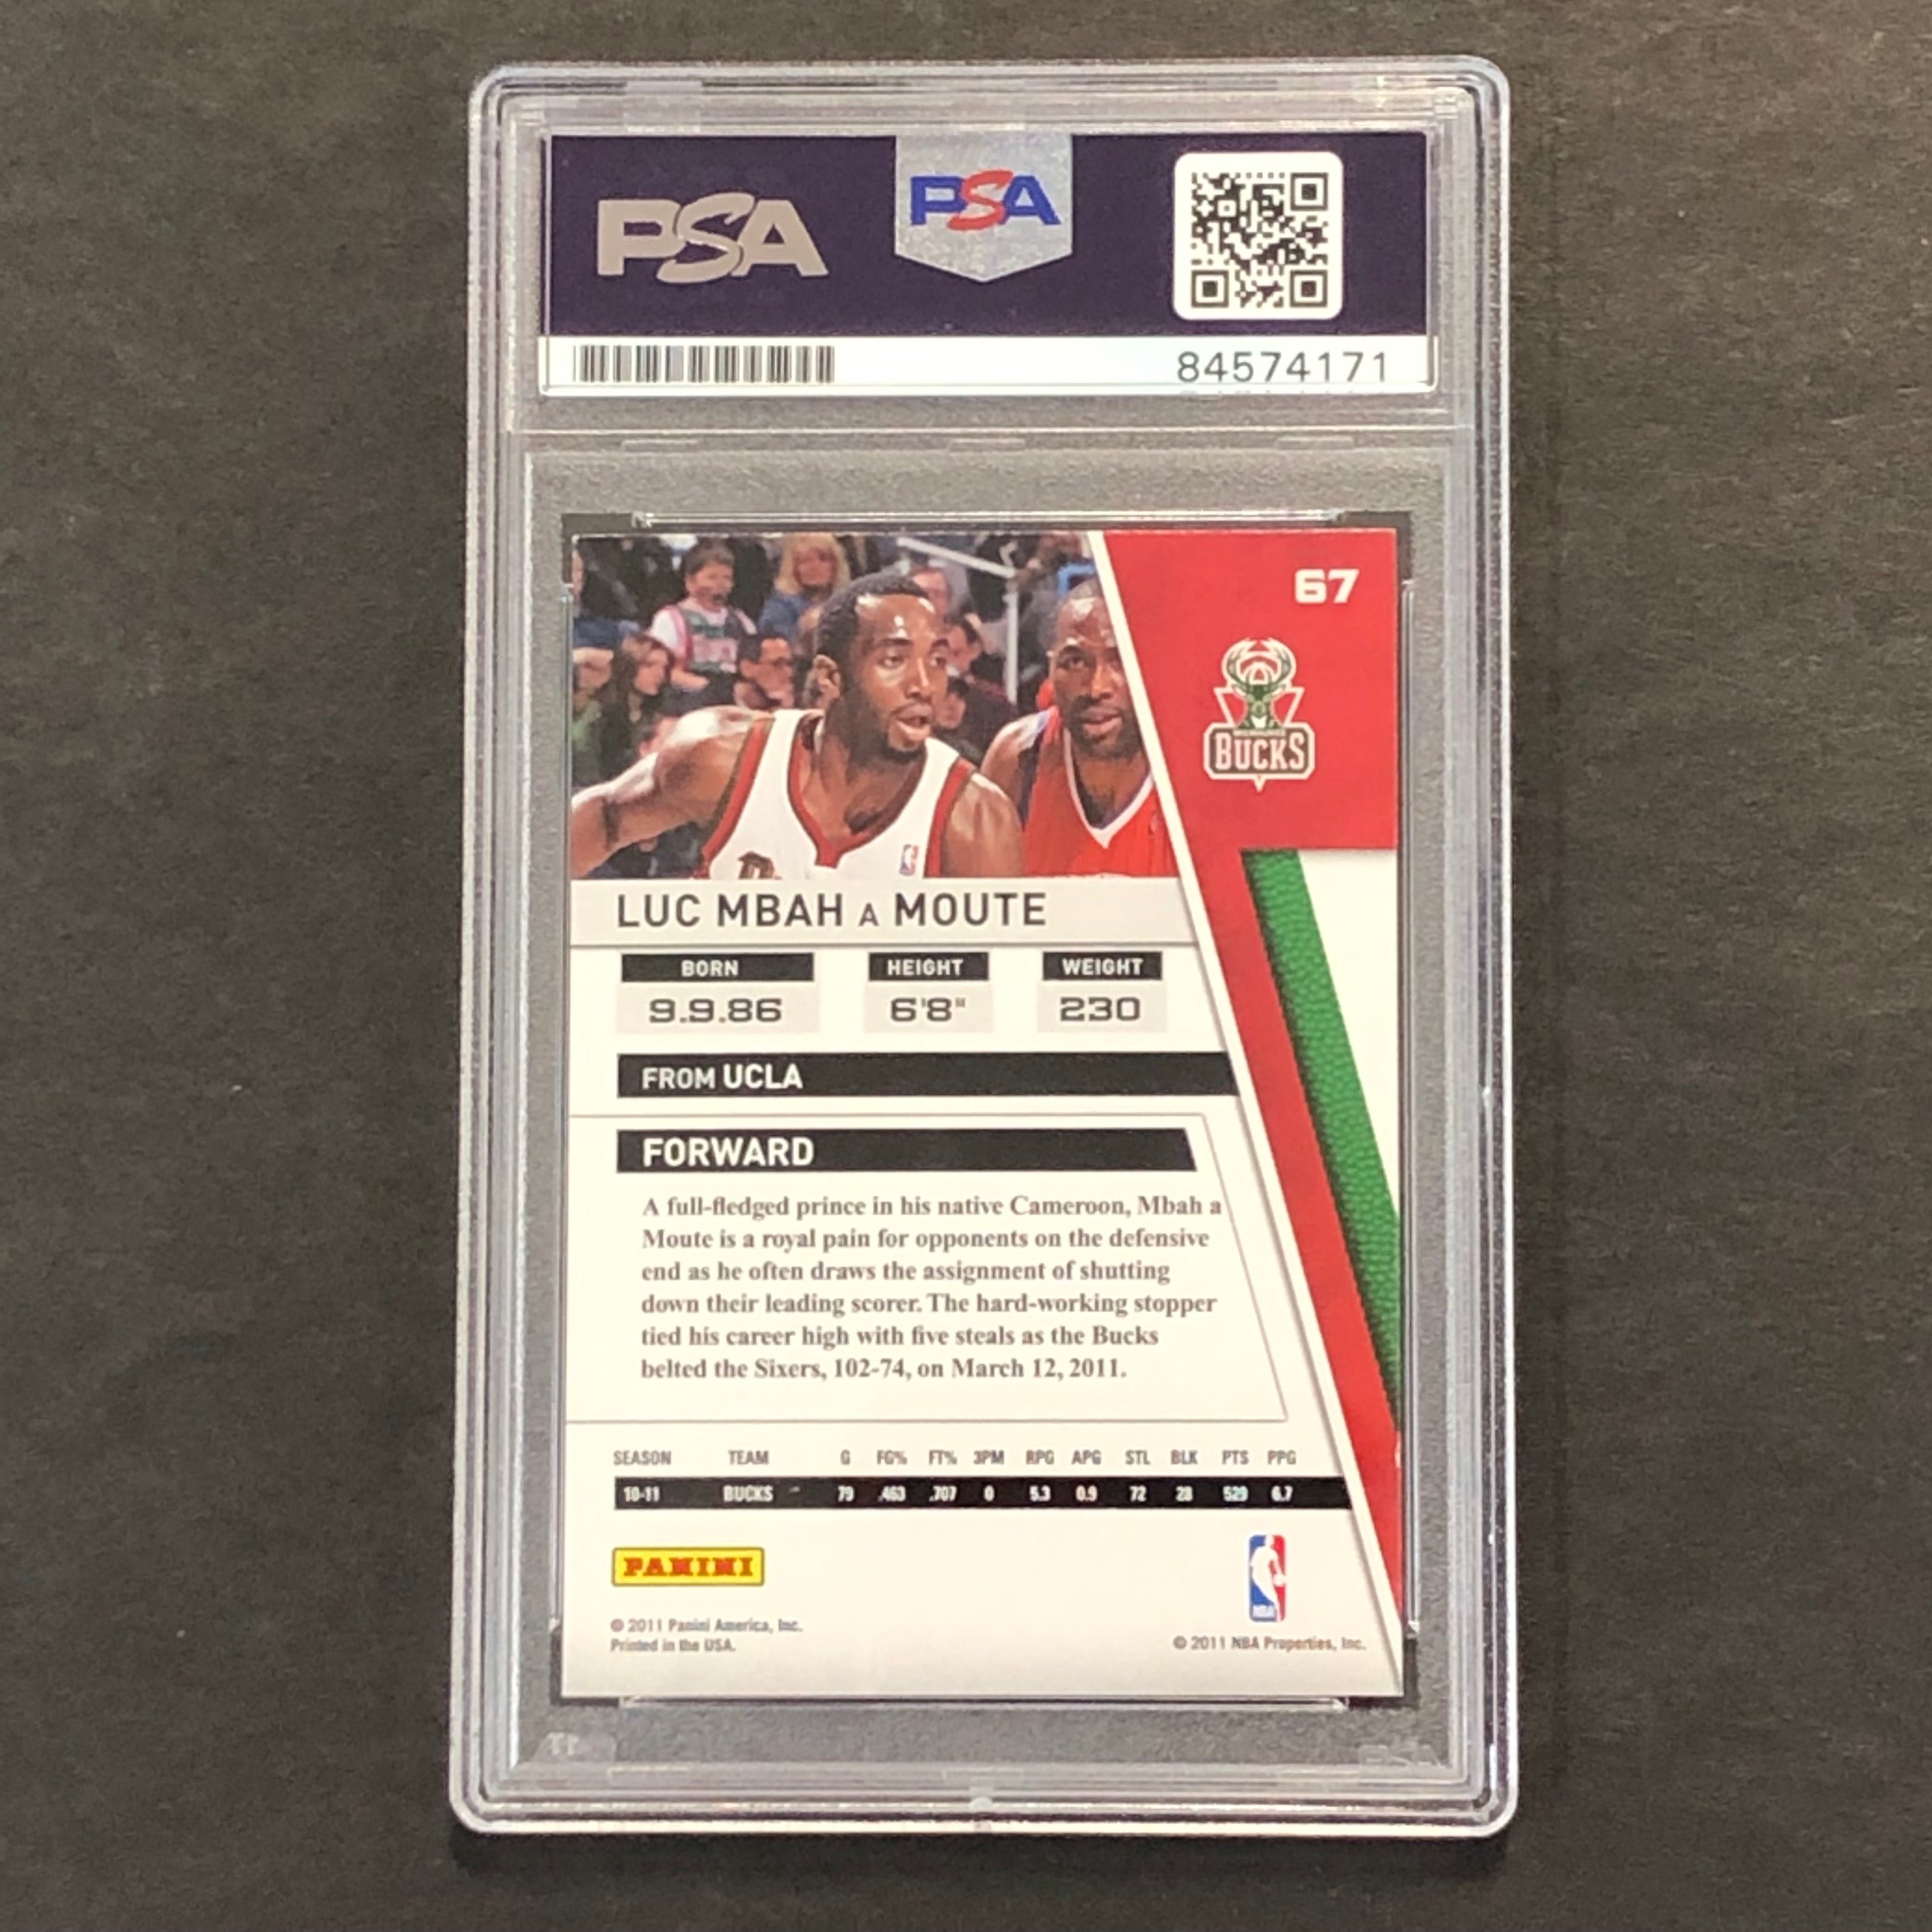 PSA
PSA
84574171
67
MILWAUKEE
BUCKS
LUC MBAH A MOUTE
BORN HEIGHT WEIGHT
9.9.86 6'8" 230
FROM UCLA
FORWARD
A full-fledged prince in his native Cameroon, Mbah a
Moute is a royal pain for opponents on the defensive
end as he often draws the assignment of shutting
down their leading scorer. The hard-working stopper
tied his career high with five steals as the Bucks
belted the Sixers, 102-74, on March 12, 2011.
SEASON TEAM G FG% FT% 3PM RPG APG STL BLK PTS PPG
10-11 BUCKS 79 .463 .707 0 5.3 0.9 72 28 529 6.7
PANINI
NBA
© 2011 Panini America, Inc.
Printed in the USA.
© 2011 NBA Properties, Inc.